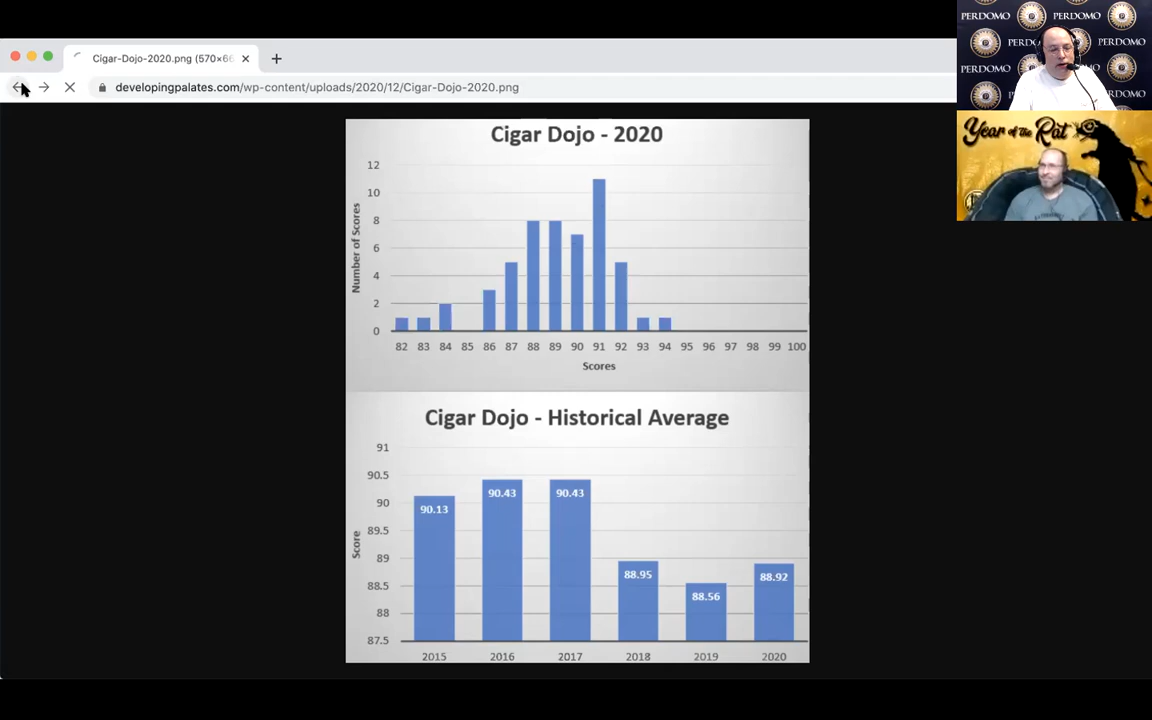 Cigar-Dojo-2020.png (570×66
developingpalates.com/wp-content/uploads/2020/12/Cigar-Dojo-2020.png
Cigar Dojo - 2020
Number of Scores
12
10
8
6
4
2
0
82 83 84 85 86 87 88 89 90 91 92 93 94 95 96 97 98 99 100
Scores
Cigar Dojo - Historical Average
Score
91
90.5
90
89.5
89
88.5
88
87.5
90.13
90.43
90.43
88.95
88.56
88.92
2015 2016 2017 2018 2019 2020
PERDOMO PERDOMO
PERDOMO
PERDOMO
PERDOMO
Year of the Rat